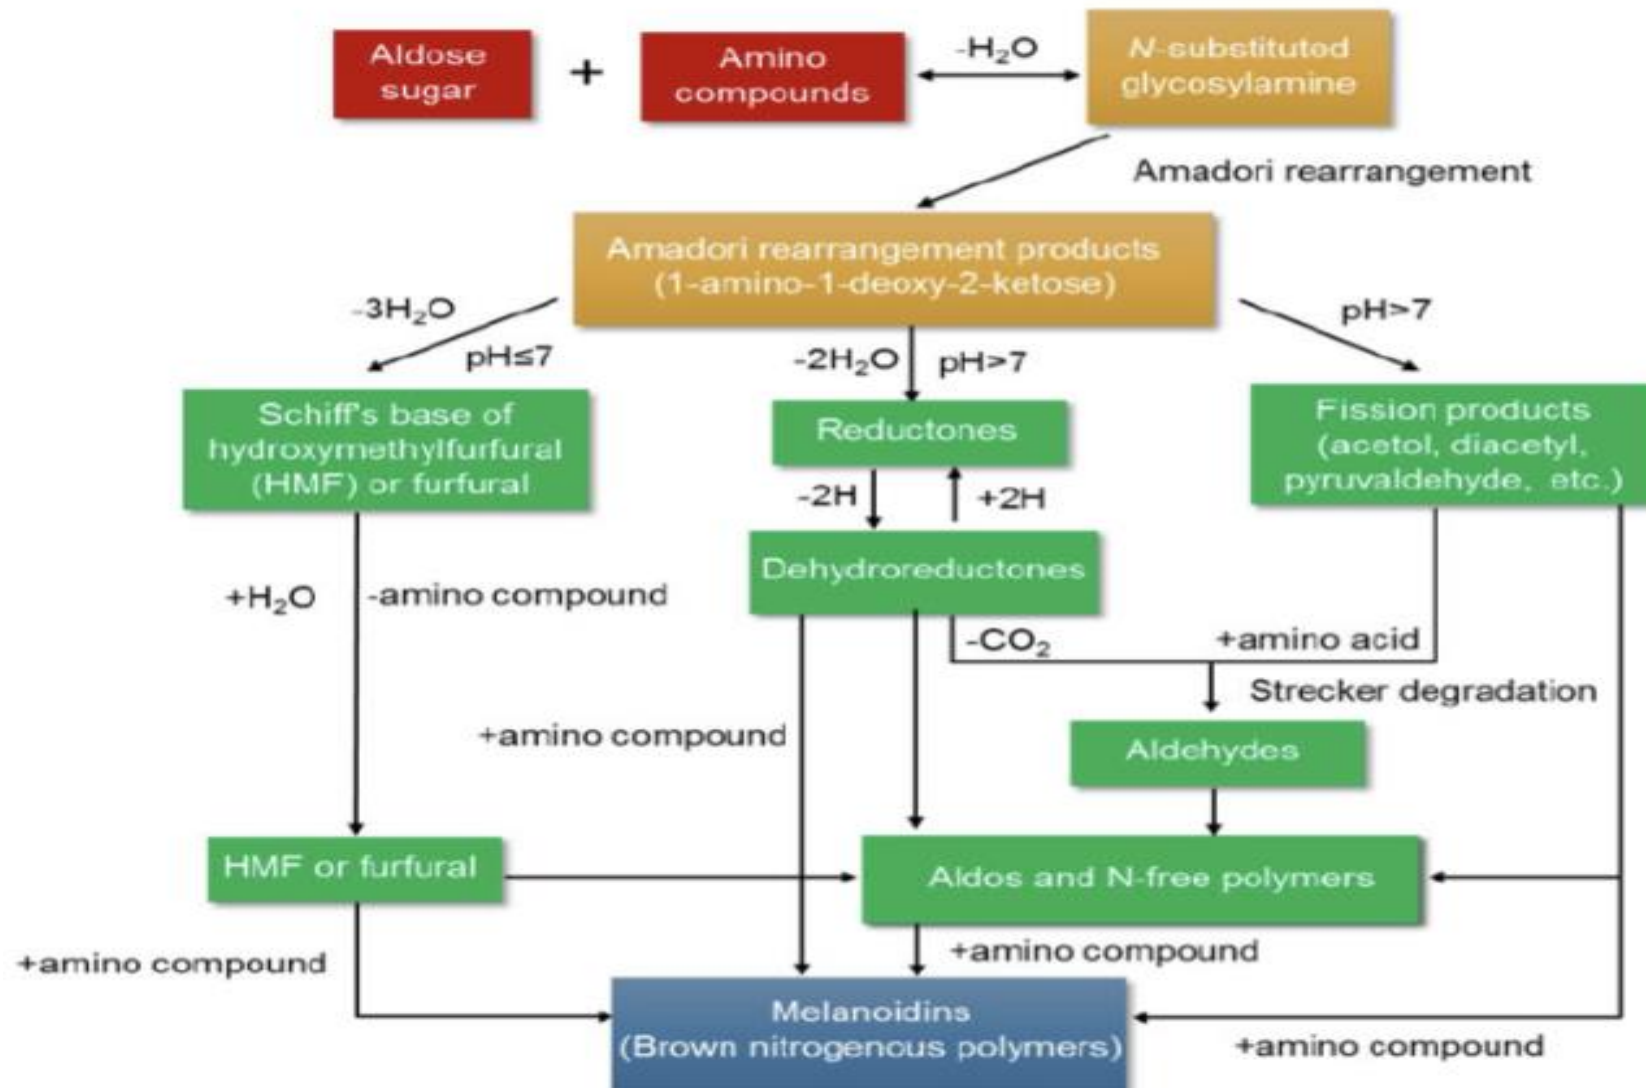 Aldose
sugar
+
Amino
compounds
-H₂O
N-substituted
glycosylamine
Amadori rearrangement
Amadori rearrangement products
(1-amino-1-deoxy-2-ketose)
-3H₂O
pH≤7
-2H₂O
pH>7
pH>7
Schiff's base of
hydroxymethylfurfural
(HMF) or furfural
Reductones
Fission products
(acetol, diacetyl,
pyruvaldehyde, etc.)
-2H
+2H
Dehydroreductones
+H₂O
-amino compound
-CO₂
+amino acid
Strecker degradation
+amino compound
Aldehydes
HMF or furfural
Aldos and N-free polymers
+amino compound
+amino compound
Melanoidins
(Brown nitrogenous polymers)
+amino compound